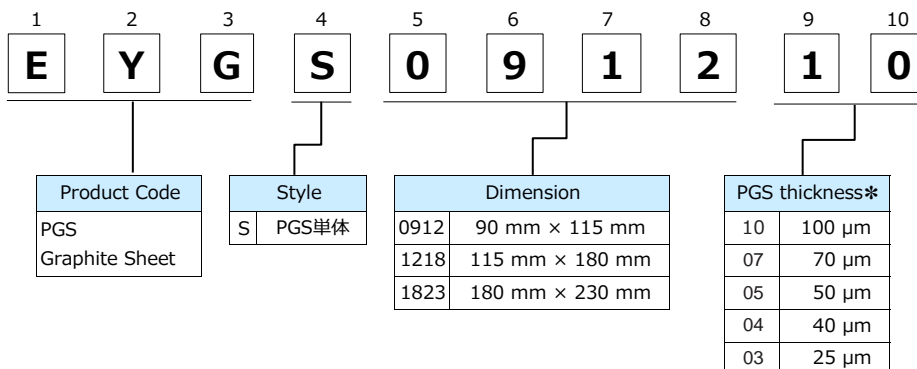 1 2 3 4 5 6 7 8 9 10
E Y G S 0 9 1 2 1 0
Product Code
PGS
Graphite Sheet
Style
S PGS単体
Dimension
0912 90 mm × 115 mm
1218 115 mm × 180 mm
1823 180 mm × 230 mm
PGS thickness*
10 100 µm
07 70 µm
05 50 µm
04 40 µm
03 25 µm